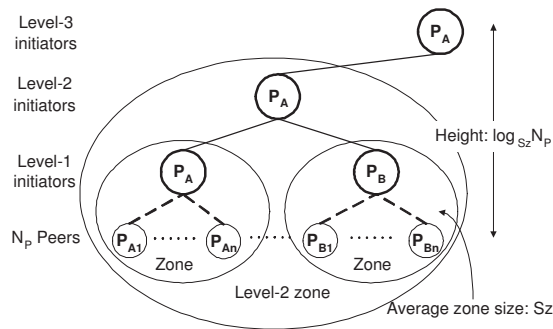 Level-3
initiators
P_A
Level-2
initiators
P_A
Height: log_Sz N_P
Level-1
initiators
P_A
P_B
N_P Peers
P_A1 ...... P_An ...... P_B1 ...... P_Bn
Zone
Zone
Level-2 zone
Average zone size: Sz